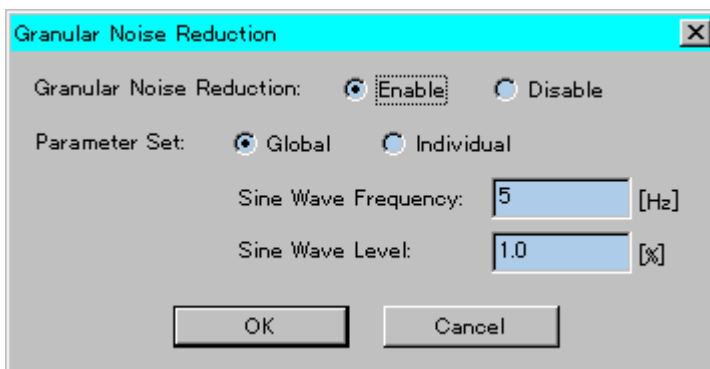 Granular Noise Reduction
Granular Noise Reduction: Enable Disable
Parameter Set: Global Individual
Sine Wave Frequency: 5 [Hz]
Sine Wave Level: 1.0 [%]
OK Cancel